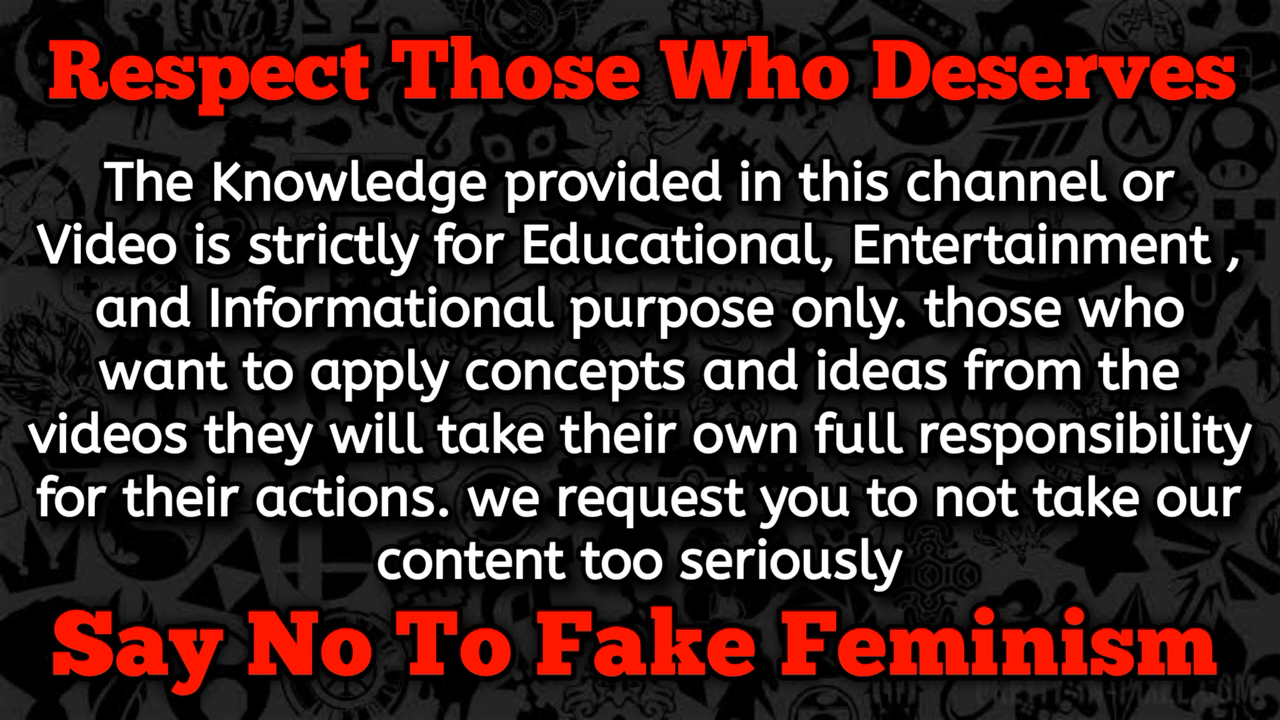 Respect Those Who Deserves
The Knowledge provided in this channel or
Video is strictly for Educational, Entertainment ,
and Informational purpose only. those who
want to apply concepts and ideas from the
videos they will take their own full responsibility
for their actions. we request you to not take our
content too seriously
Say No To Fake Feminism